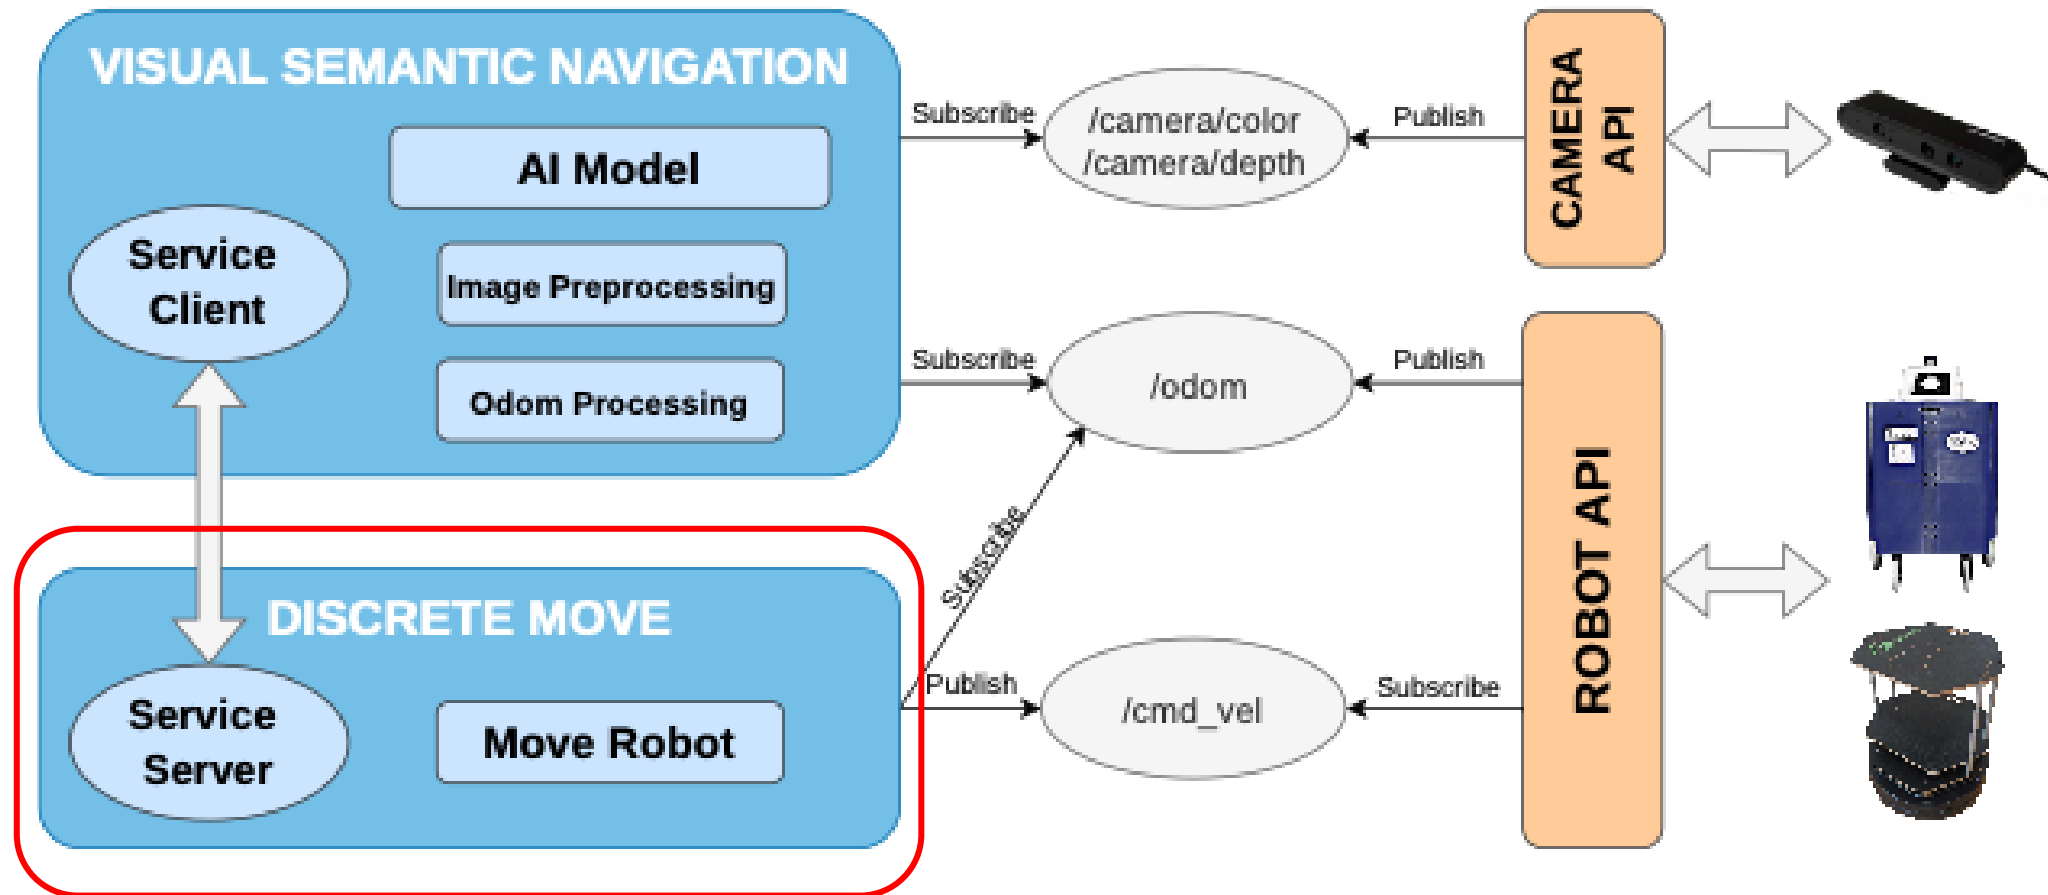 VISUAL SEMANTIC NAVIGATION
AI Model
Service
Client
Image Preprocessing
Odom Processing
Subscribe
/camera/color
/camera/depth
Publish
CAMERA
API
Subscribe
/odom
Publish
Subscribe
ROBOT API
DISCRETE MOVE
Service
Server
Move Robot
Publish
/cmd_vel
Subscribe